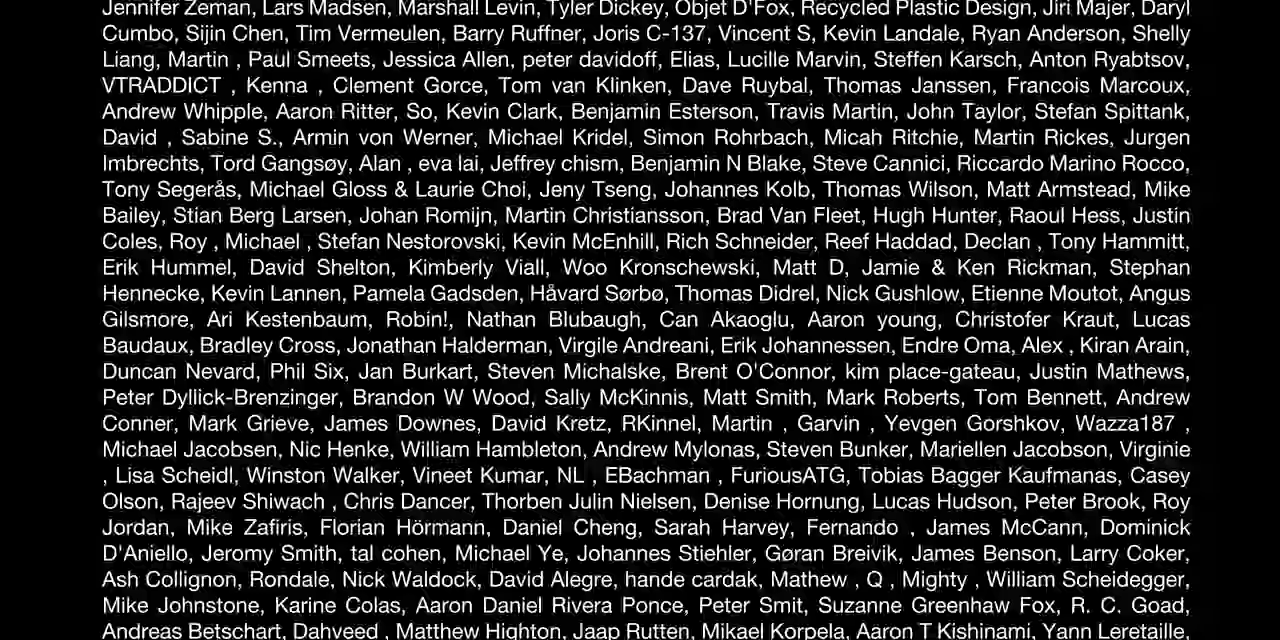 Jennifer Zeman, Lars Madsen, Marshall Levin, Tyler Dickey, Objet D'Fox, Recycled Plastic Design, Jiri Majer, Daryl
Cumbo, Sijin Chen, Tim Vermeulen, Barry Ruffner, Joris C-137, Vincent S, Kevin Landale, Ryan Anderson, Shelly
Liang, Martin , Paul Smeets, Jessica Allen, peter davidoff, Elias, Lucille Marvin, Steffen Karsch, Anton Ryabtsov,
VTRADDICT , Kenna , Clement Gorce, Tom van Klinken, Dave Ruybal, Thomas Janssen, Francois Marcoux,
Andrew Whipple, Aaron Ritter, So, Kevin Clark, Benjamin Esterson, Travis Martin, John Taylor, Stefan Spittank,
David , Sabine S., Armin von Werner, Michael Kridel, Simon Rohrbach, Micah Ritchie, Martin Rickes, Jurgen
Imbrechts, Tord Gangsøy, Alan , eva lai, Jeffrey chism, Benjamin N Blake, Steve Cannici, Riccardo Marino Rocco,
Tony Segerås, Michael Gloss & Laurie Choi, Jeny Tseng, Johannes Kolb, Thomas Wilson, Matt Armstead, Mike
Bailey, Stian Berg Larsen, Johan Romijn, Martin Christiansson, Brad Van Fleet, Hugh Hunter, Raoul Hess, Justin
Coles, Roy , Michael , Stefan Nestorovski, Kevin McEnhill, Rich Schneider, Reef Haddad, Declan , Tony Hammitt,
Erik Hummel, David Shelton, Kimberly Viall, Woo Kronschewski, Matt D, Jamie & Ken Rickman, Stephan
Hennecke, Kevin Lannen, Pamela Gadsden, Håvard Sørbø, Thomas Didrel, Nick Gushlow, Etienne Moutot, Angus
Gilsmore, Ari Kestenbaum, Robin!, Nathan Blubaugh, Can Akaoglu, Aaron young, Christofer Kraut, Lucas
Baudaux, Bradley Cross, Jonathan Halderman, Virgile Andreani, Erik Johannessen, Endre Oma, Alex , Kiran Arain,
Duncan Nevard, Phil Six, Jan Burkart, Steven Michalske, Brent O'Connor, kim place-gateau, Justin Mathews,
Peter Dyllick-Brenzinger, Brandon W Wood, Sally McKinnis, Matt Smith, Mark Roberts, Tom Bennett, Andrew
Conner, Mark Grieve, James Downes, David Kretz, RKinnel, Martin , Garvin , Yevgen Gorshkov, Wazza187 ,
Michael Jacobsen, Nic Henke, William Hambleton, Andrew Mylonas, Steven Bunker, Mariellen Jacobson, Virginie
, Lisa Scheidl, Winston Walker, Vineet Kumar, NL , EBachman , FuriousATG, Tobias Bagger Kaufmanas, Casey
Olson, Rajeev Shiwach , Chris Dancer, Thorben Julin Nielsen, Denise Hornung, Lucas Hudson, Peter Brook, Roy
Jordan, Mike Zafiris, Florian Hörmann, Daniel Cheng, Sarah Harvey, Fernando , James McCann, Dominick
D'Aniello, Jeromy Smith, tal cohen, Michael Ye, Johannes Stiehler, Gøran Breivik, James Benson, Larry Coker,
Ash Collignon, Rondale, Nick Waldock, David Alegre, hande cardak, Mathew , Q , Mighty , William Scheidegger,
Mike Johnstone, Karine Colas, Aaron Daniel Rivera Ponce, Peter Smit, Suzanne Greenhaw Fox, R. C. Goad,
Andreas Betschart, Dahveed , Matthew Highton, Jaap Rutten, Mikael Korpela, Aaron T Kishinami, Yann Leretaille,